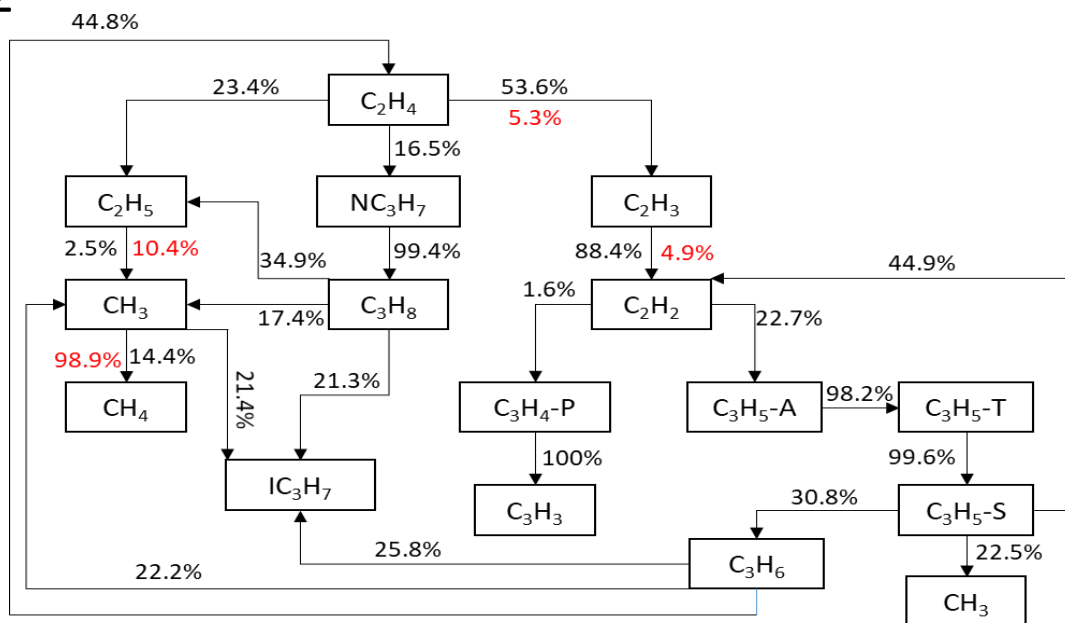 44.8%
23.4%
C₂H₄
53.6%
5.3%
16.5%
C₂H₅
NC₃H₇
C₂H₃
2.5%
10.4%
34.9%
99.4%
88.4%
4.9%
44.9%
CH₃
17.4%
C₃H₈
1.6%
C₂H₂
22.7%
98.9%
14.4%
21.4%
21.3%
CH₄
C₃H₄-P
C₃H₅-A
98.2%
C₃H₅-T
100%
99.6%
IC₃H₇
C₃H₃
30.8%
C₃H₅-S
25.8%
22.2%
C₃H₆
22.5%
CH₃